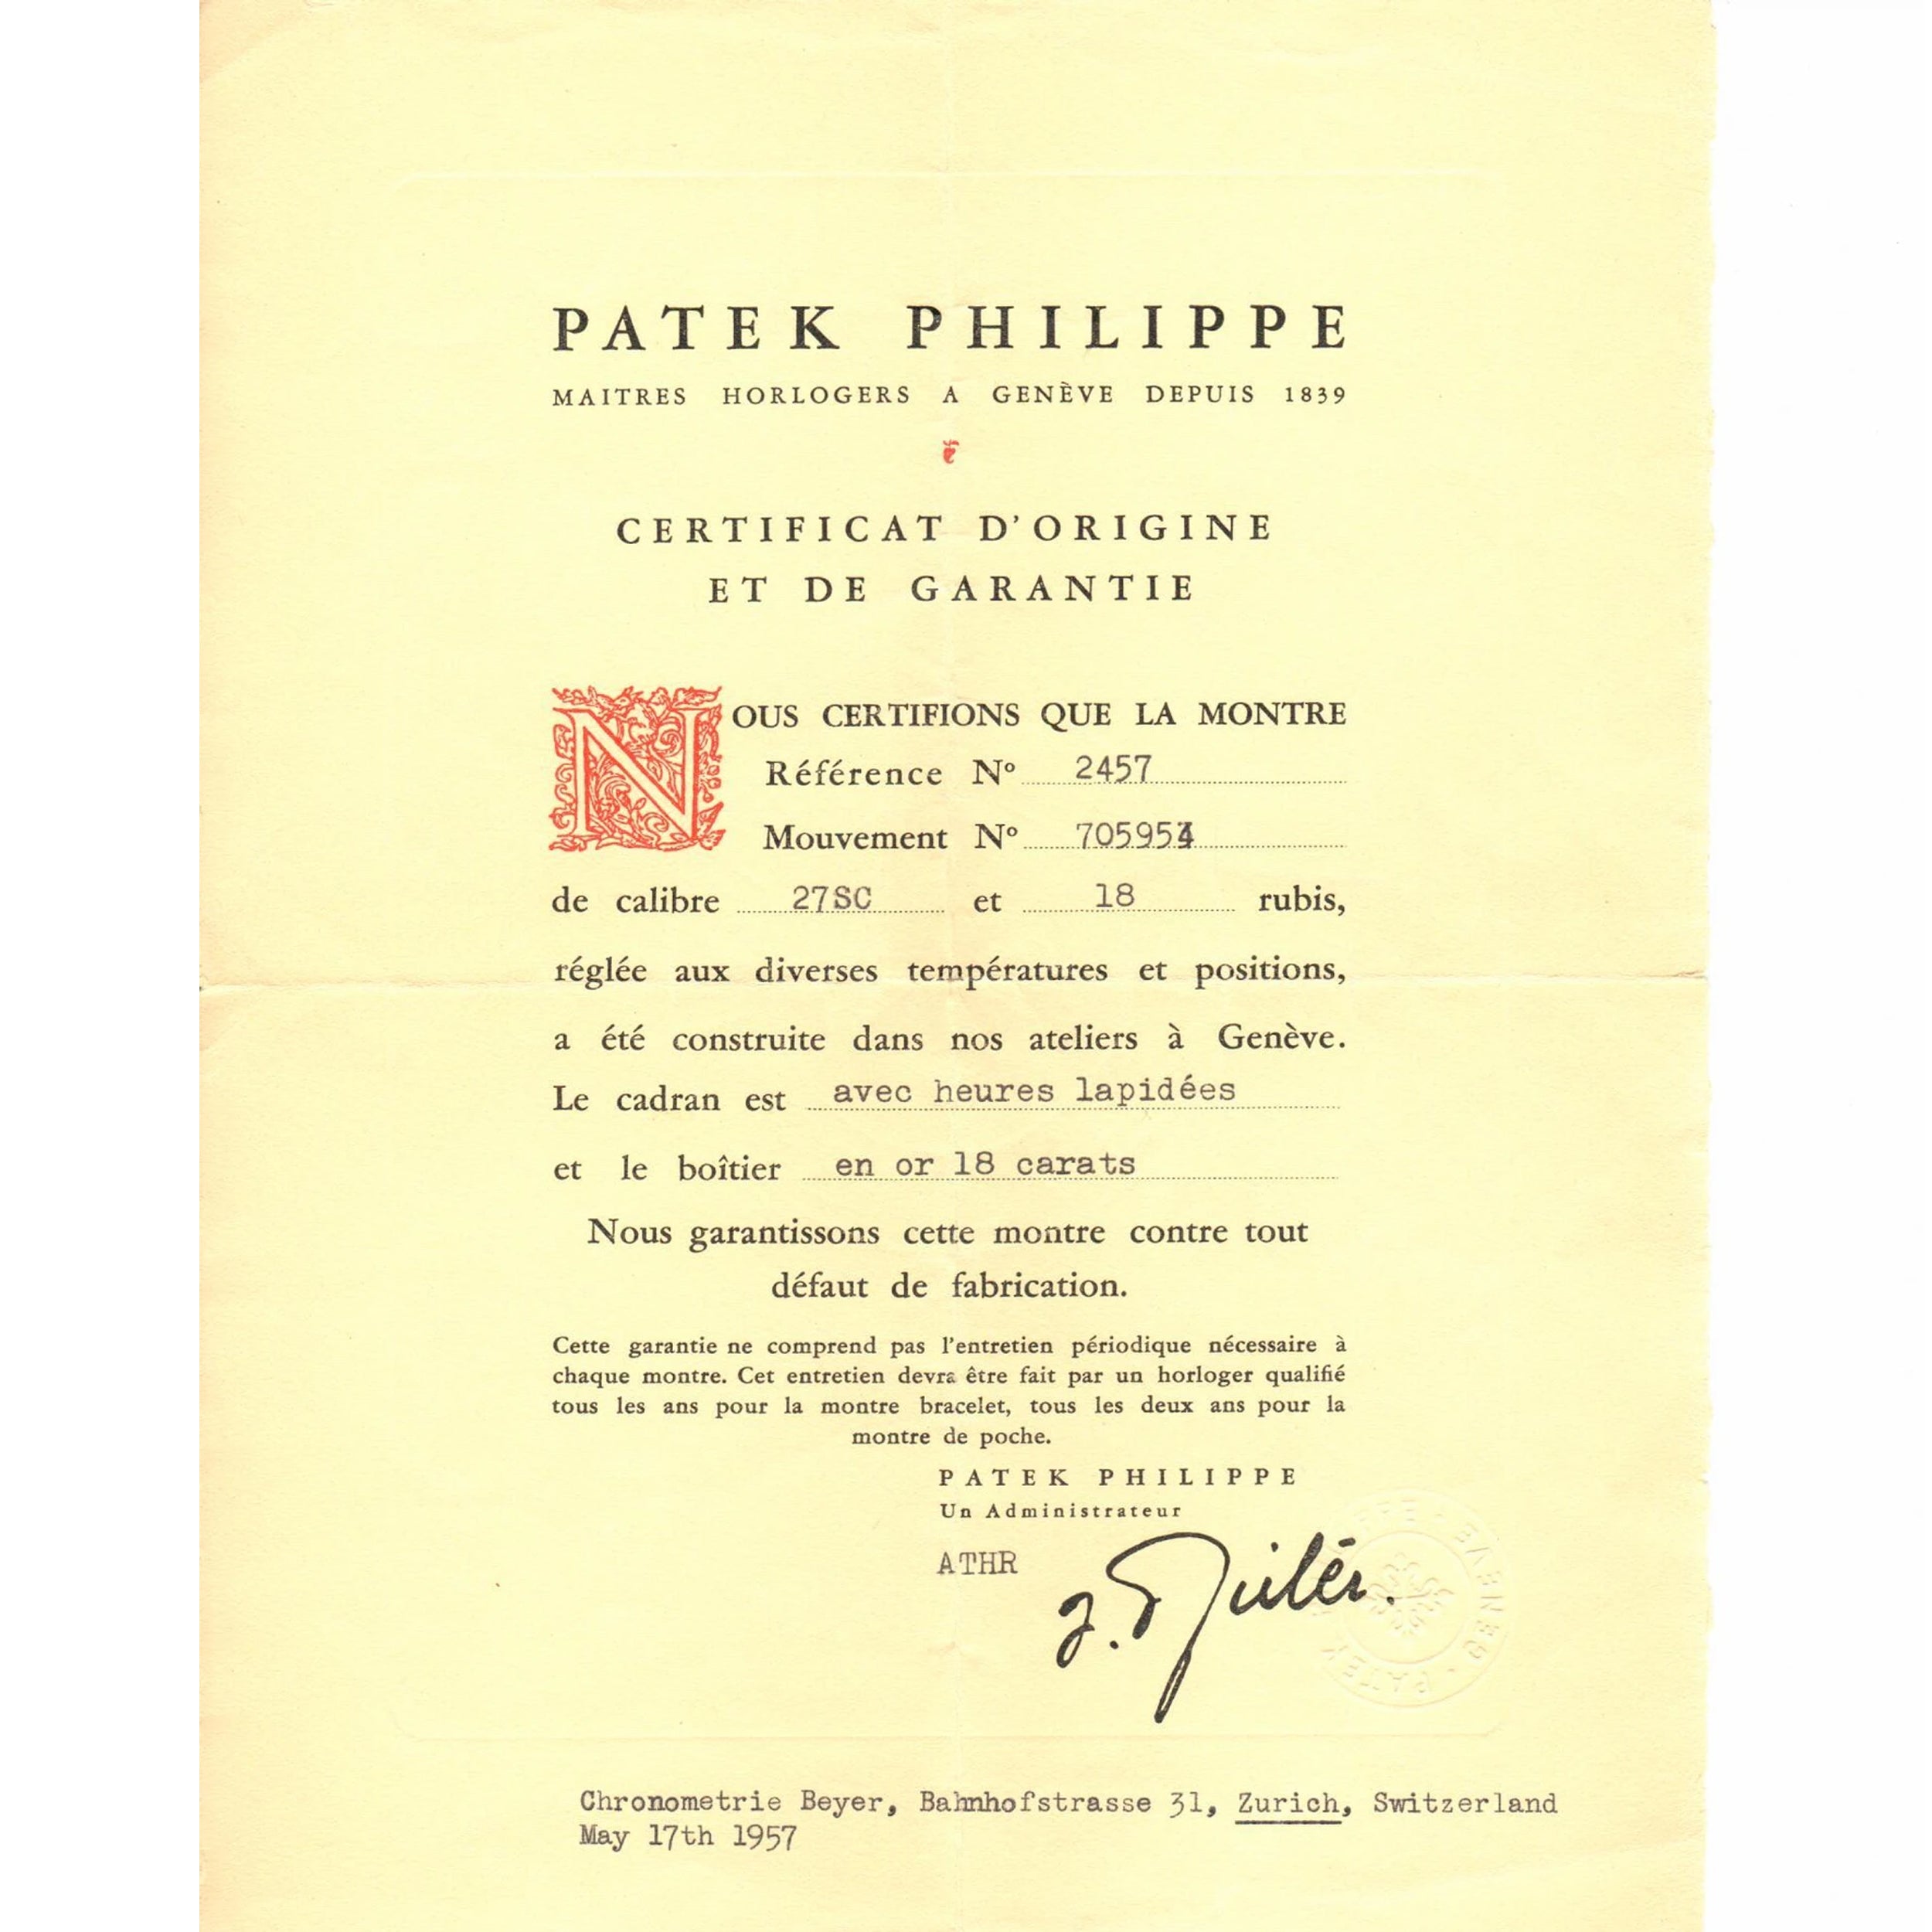 PATEK PHILIPPE
MAITRES HORLOGERS A GENÈVE DEPUIS 1839
CERTIFICAT D'ORIGINE
ET DE GARANTIE
NOUS CERTIFIONS QUE LA MONTRE
Référence Nº 2457
Mouvement Nº 705954
de calibre 27SC et 18 rubis,
réglée aux diverses températures et positions,
a été construite dans nos ateliers à Genève.
Le cadran est avec heures lapidées
et le boîtier en or 18 carats
Nous garantissons cette montre contre tout
défaut de fabrication.
Cette garantie ne comprend pas l'entretien périodique nécessaire à
chaque montre. Cet entretien devra être fait par un horloger qualifié
tous les ans pour la montre bracelet, tous les deux ans pour la
montre de poche.
PATEK PHILIPPE
Un Administrateur
ATHR
Chronometrie Beyer, Bahnhofstrasse 31, Zurich, Switzerland
May 17th 1957